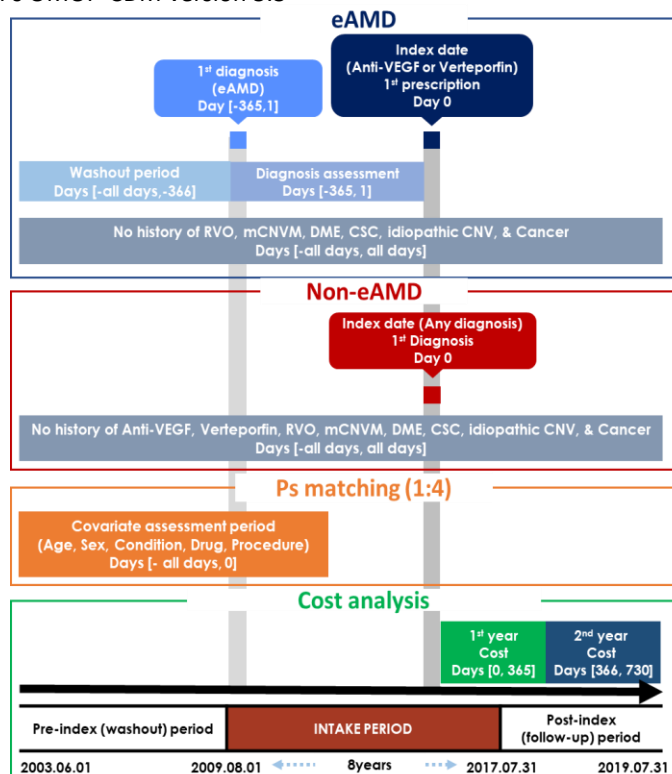 eAMD
1st diagnosis
(eAMD)
Day [-365,1]
Index date
(Anti-VEGF or Verteporfin)
1st prescription
Day 0
Washout period
Days [-all days,-366]
Diagnosis assessment
Days [-365, 1]
No history of RVO, mCNVM, DME, CSC, idiopathic CNV, & Cancer
Days [-all days, all days]
Non-eAMD
Index date (Any diagnosis)
1st Diagnosis
Day 0
No history of Anti-VEGF, Verteporfin, RVO, mCNVM, DME, CSC, idiopathic CNV, & Cancer
Days [-all days, all days]
Ps matching (1:4)
Covariate assessment period
(Age, Sex, Condition, Drug, Procedure)
Days [- all days, 0]
Cost analysis
1st year
Cost
Days [0, 365]
2nd year
Cost
Days [366, 730]
Pre-index (washout) period
INTAKE PERIOD
Post-index
(follow-up) period
2003.06.01
2009.08.01
8years
2017.07.31
2019.07.31